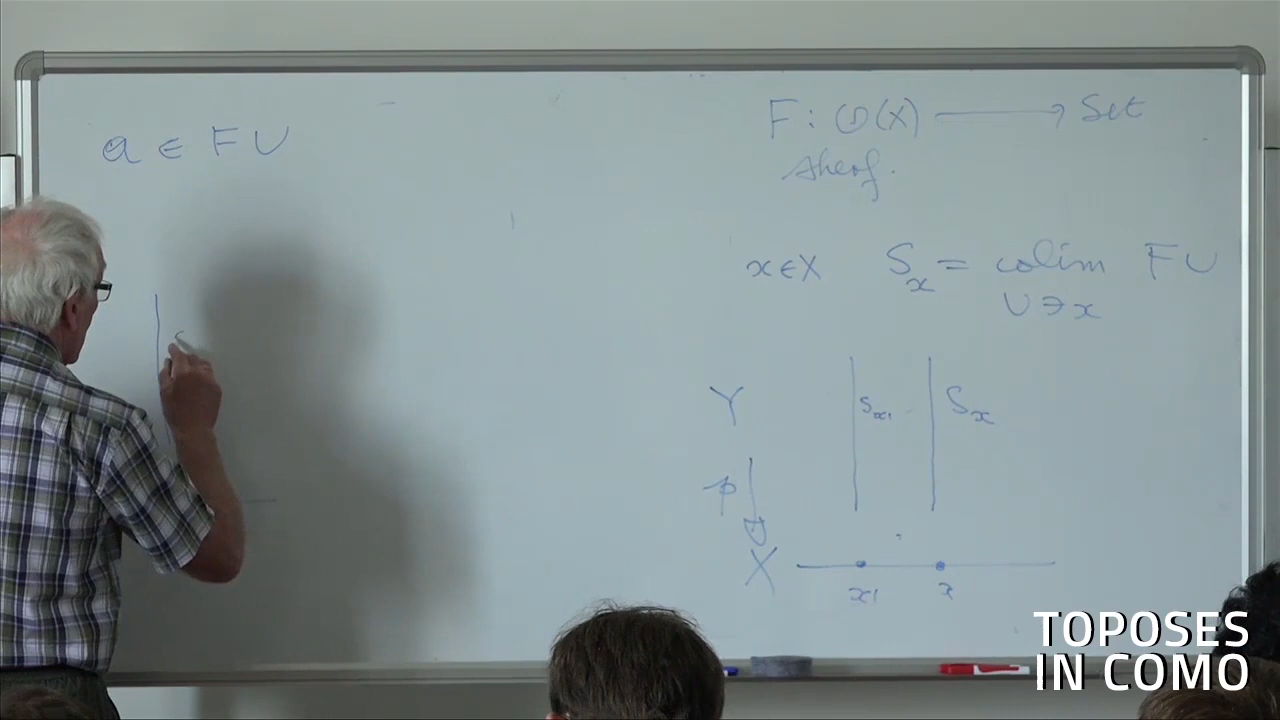 a ∈ FU
F : O(X) ⟶ Set
sheaf.
x∈X S_x = colim FU
U∋x
Y S_x1 S_x
p
X
x1 x
TOPOSES
IN COMO